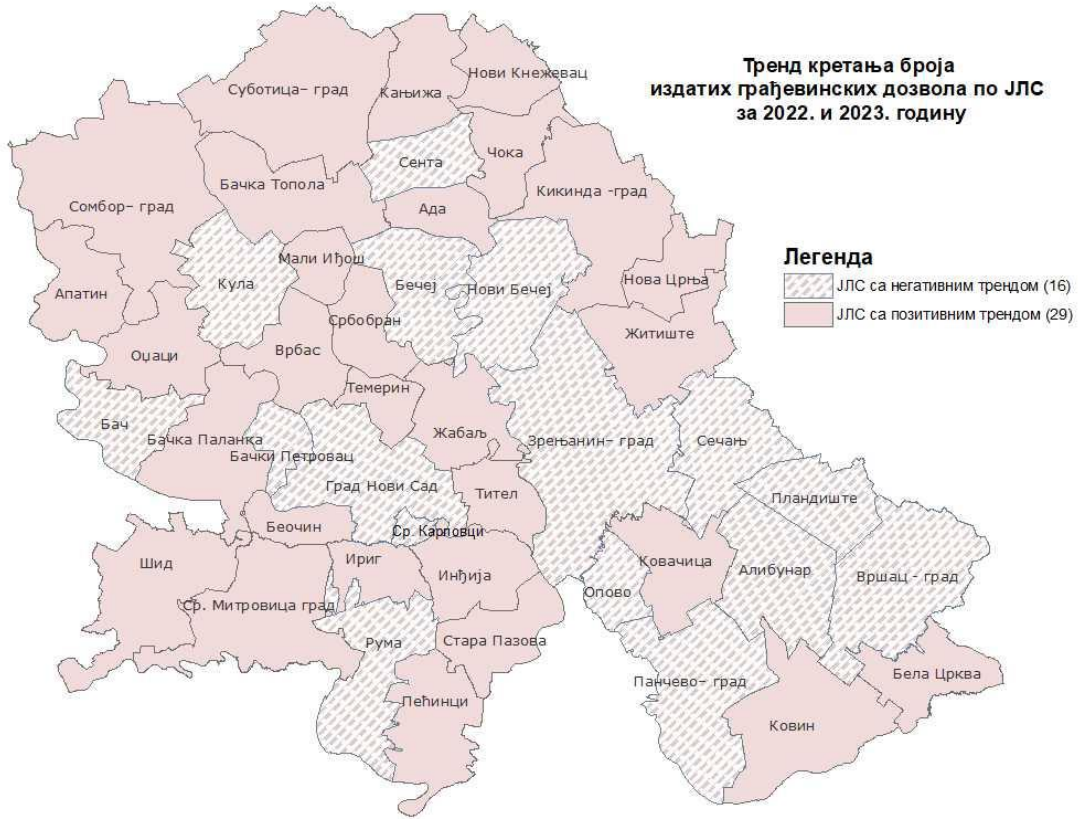 Тренд кретања броја
издатих грађевинских дозвола по ЈЛС
за 2022. и 2023. годину
Легенда
ЈЛС са негативним трендом (16)
ЈЛС са позитивним трендом (29)
Суботица- град
Кањижа
Нови Кнежевац
Сента
Чока
Бачка Топола
Кикинда -град
Сомбор- град
Ада
Мали Иђош
Кула
Бечеј
Нови Бечеј
Нова Црња
Апатин
Србобран
Житиште
Оџаци
Врбас
Темерин
Бач
Бачка Паланка
Жабаљ
Зрењанин- град
Сечањ
Бачки Петровац
Град Нови Сад
Тител
Пландиште
Беочин
Ср. Карловци
Шид
Ириг
Инђија
Ковачица
Алибунар
Вршац - град
Опово
Ср. Митровица град
Рума
Стара Пазова
Бела Црква
Панчево- град
Пећинци
Ковин